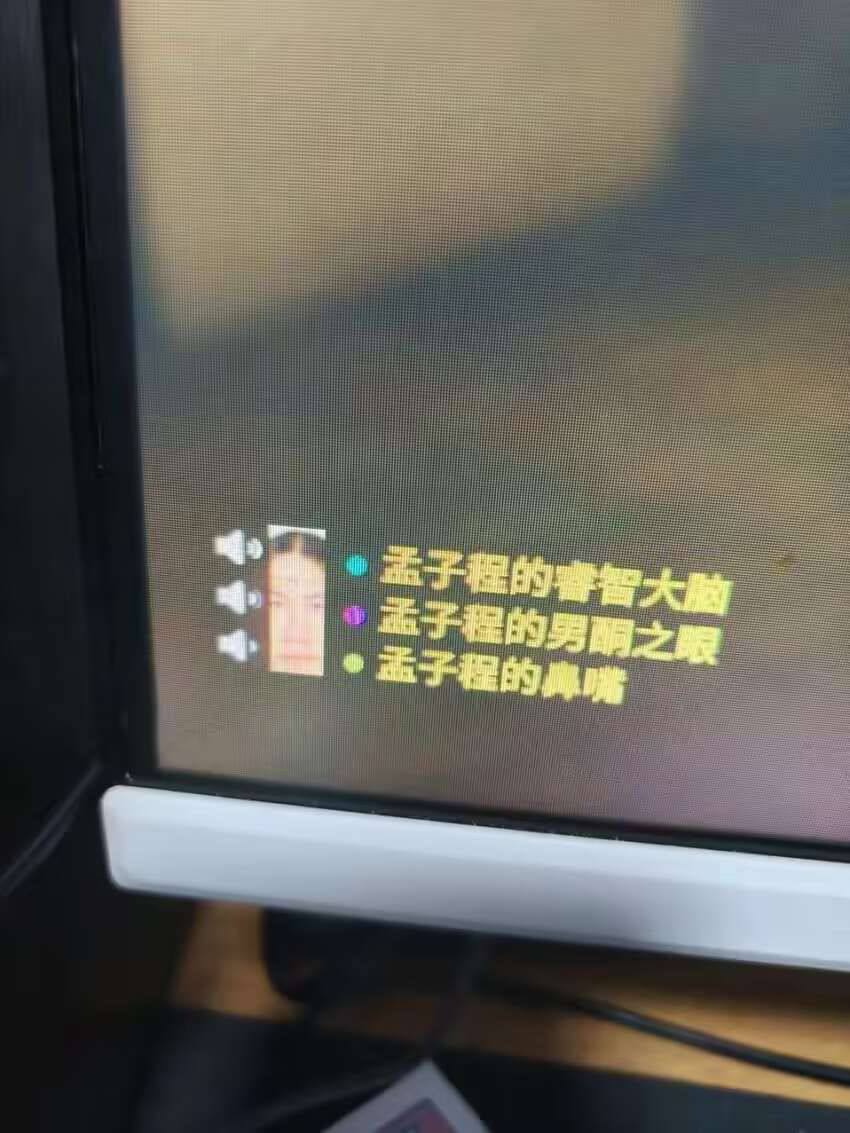 孟子程的睿智大脑
孟子程的男酮之眼
孟子程的鼻嘴